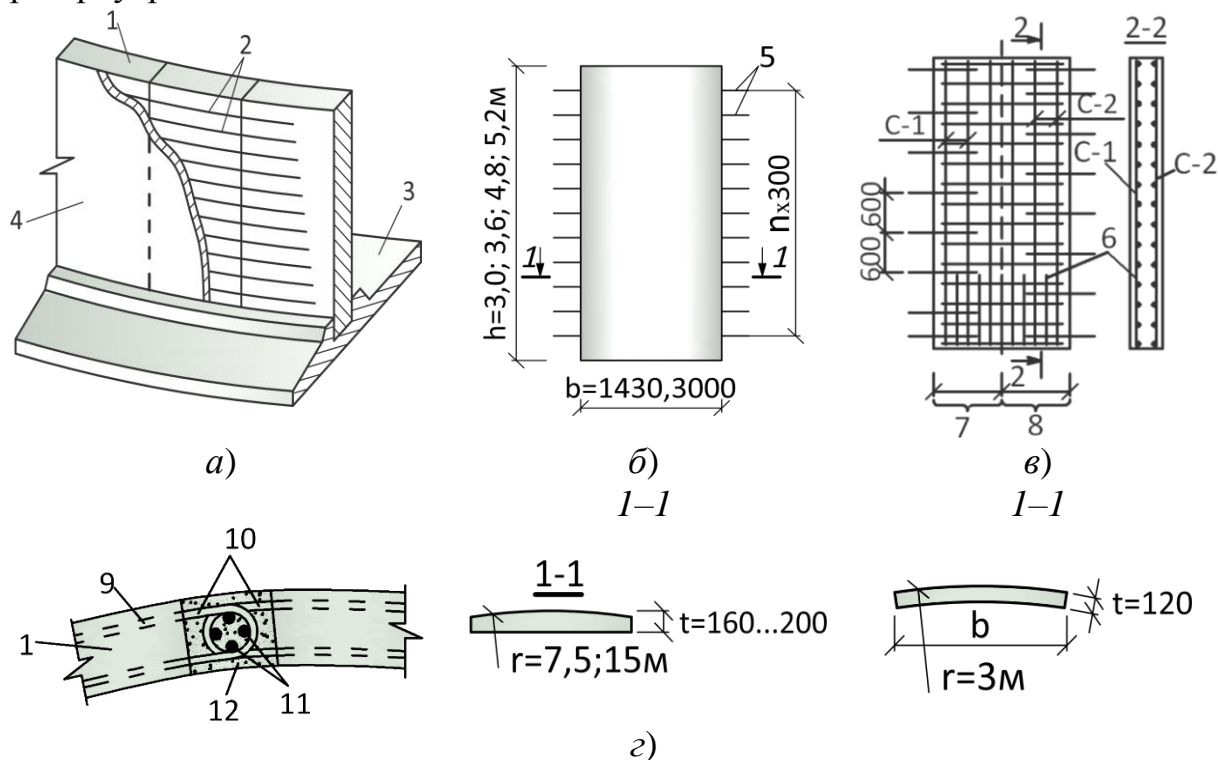 1
2
3
4
а)
h=3,0; 3,6; 4,8; 5,2м
5
n×300
1
1
b=1430,3000
б)
1–1
2
2-2
С-2
С-1
С-1
С-2
600,600
600
6
2
7
8
в)
1–1
9
10
1
12
11
1-1
t=160...200
r=7,5;15м
t=120
b
r=3м
г)